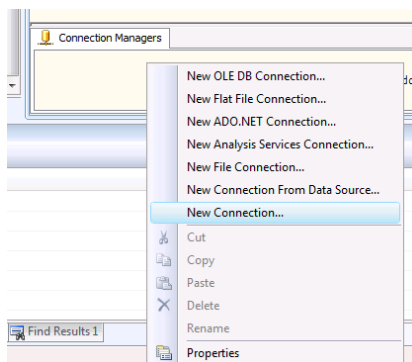 Connection Managers
New OLE DB Connection...
New Flat File Connection...
New ADO.NET Connection...
New Analysis Services Connection...
New File Connection...
New Connection From Data Source...
New Connection...
Cut
Copy
Paste
Delete
Rename
Find Results 1
Properties